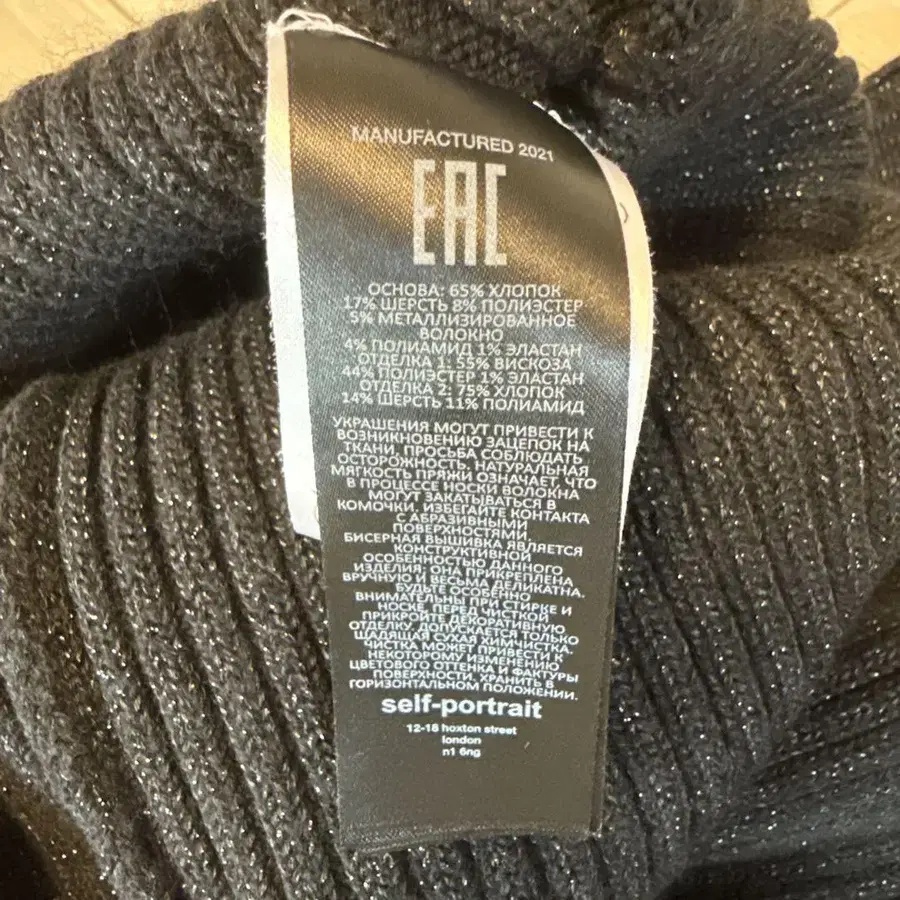 MANUFACTURED 2021
EAC
ОСНОВА: 65% ХЛОПОК
17% ШЕРСТЬ 8% ПОЛИЭСТЕР
5% МЕТАЛЛИЗИРОВАННОЕ
ВОЛОКНО
4% ПОЛИАМИД 1% ЭЛАСТАН
ОТДЕЛКА 1: 55% ВИСКОЗА
44% ПОЛИЭСТЕР 1% ЭЛАСТАН
ОТДЕЛКА 2: 75% ХЛОПОК
14% ШЕРСТЬ 11% ПОЛИАМИД
УКРАШЕНИЯ МОГУТ ПРИВЕСТИ К
ВОЗНИКНОВЕНИЮ ЗАЦЕПОК НА
ТКАНИ, ПРОСЬБА СОБЛЮДАТЬ
ОСТОРОЖНОСТЬ, НАТУРАЛЬНАЯ
МЯГКОСТЬ ПРЯЖИ ОЗНАЧАЕТ, ЧТО
В ПРОЦЕССЕ НОСКИ ВОЛОКНА
МОГУТ ЗАКАТЫВАТЬСЯ В
КОМОЧКИ. ИЗБЕГАЙТЕ КОНТАКТА
С АБРАЗИВНЫМИ
ПОВЕРХНОСТЯМИ.
БИСЕРНАЯ ВЫШИВКА ЯВЛЯЕТСЯ
КОНСТРУКТИВНОЙ
ОСОБЕННОСТЬЮ ДАННОГО
ИЗДЕЛИЯ; ОНА ПРИКРЕПЛЕНА
ВРУЧНУЮ И ВЕСЬМА ДЕЛИКАТНА.
БУДЬТЕ ОСОБЕННО
ВНИМАТЕЛЬНЫ ПРИ СТИРКЕ И
НОСКЕ. ПЕРЕД ЧИСТКОЙ
ПРИКРОЙТЕ ДЕКОРАТИВНУЮ
ОТДЕЛКУ. ДОПУСКАЕТСЯ ТОЛЬКО
ЩАДЯЩАЯ СУХАЯ ХИМЧИСТКА.
ЧИСТКА МОЖЕТ ПРИВЕСТИ К
НЕКОТОРОМУ ИЗМЕНЕНИЮ
ЦВЕТОВОГО ОТТЕНКА И ФАКТУРЫ
ПОВЕРХНОСТИ. ХРАНИТЬ В
ГОРИЗОНТАЛЬНОМ ПОЛОЖЕНИИ.
self-portrait
12-18 hoxton street
london
n1 6ng